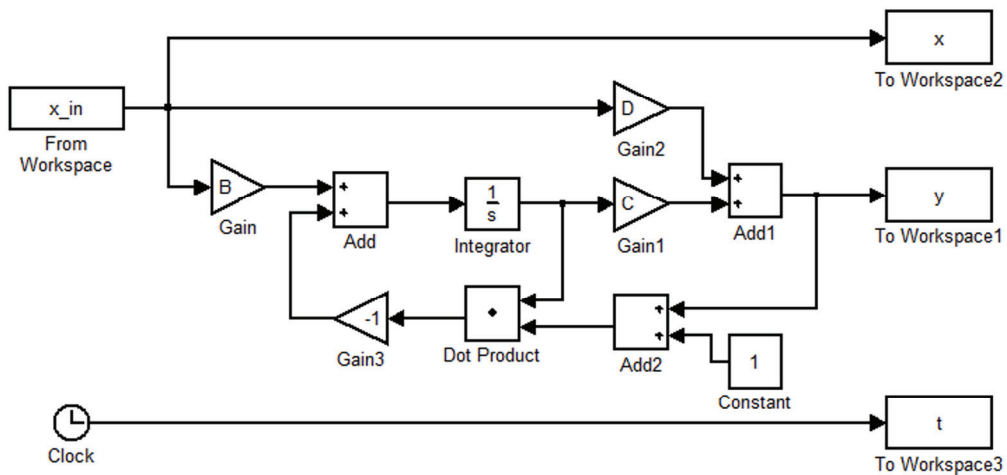 x
To Workspace2
x_in
From
Workspace
D
Gain2
B
Gain
+
+
Add
1
s
Integrator
C
Gain1
+
+
Add1
y
To Workspace1
-1
Gain3
Dot Product
+
+
Add2
1
Constant
Clock
t
To Workspace3